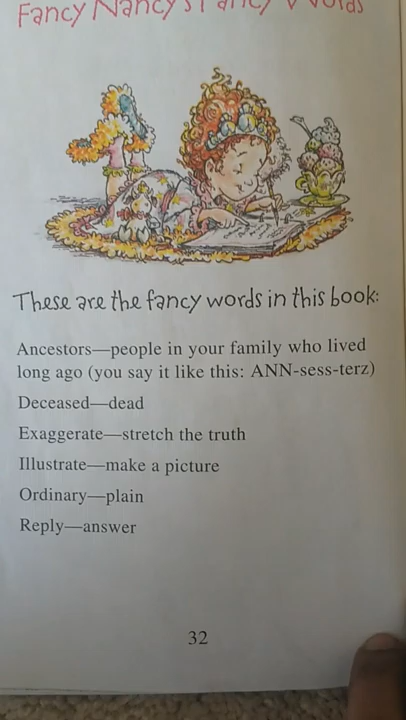 Fancy Nancy's Fancy Words
These are the fancy words in this book:
Ancestors—people in your family who lived
long ago (you say it like this: ANN-sess-terz)
Deceased—dead
Exaggerate—stretch the truth
Illustrate—make a picture
Ordinary—plain
Reply—answer
32